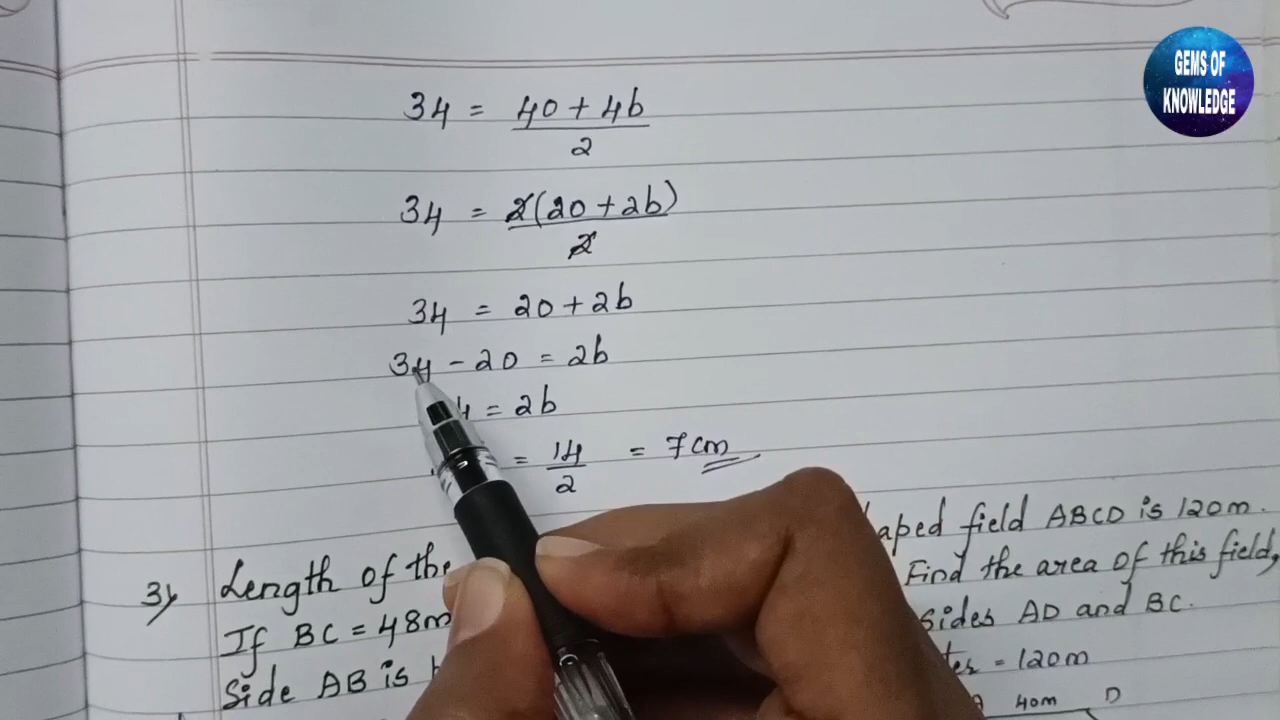 GEMS OF
KNOWLEDGE
34 = 40 + 4b
2
34 = 2(20 + 2b)
2
34 = 20 + 2b
34 - 20 = 2b
4 = 2b
= 14 = 7cm
2
3) Length of the aped field ABCD is 120m.
If BC = 48m Find the area of this field,
Side AB is sides AD and BC.
= 120m
40m D